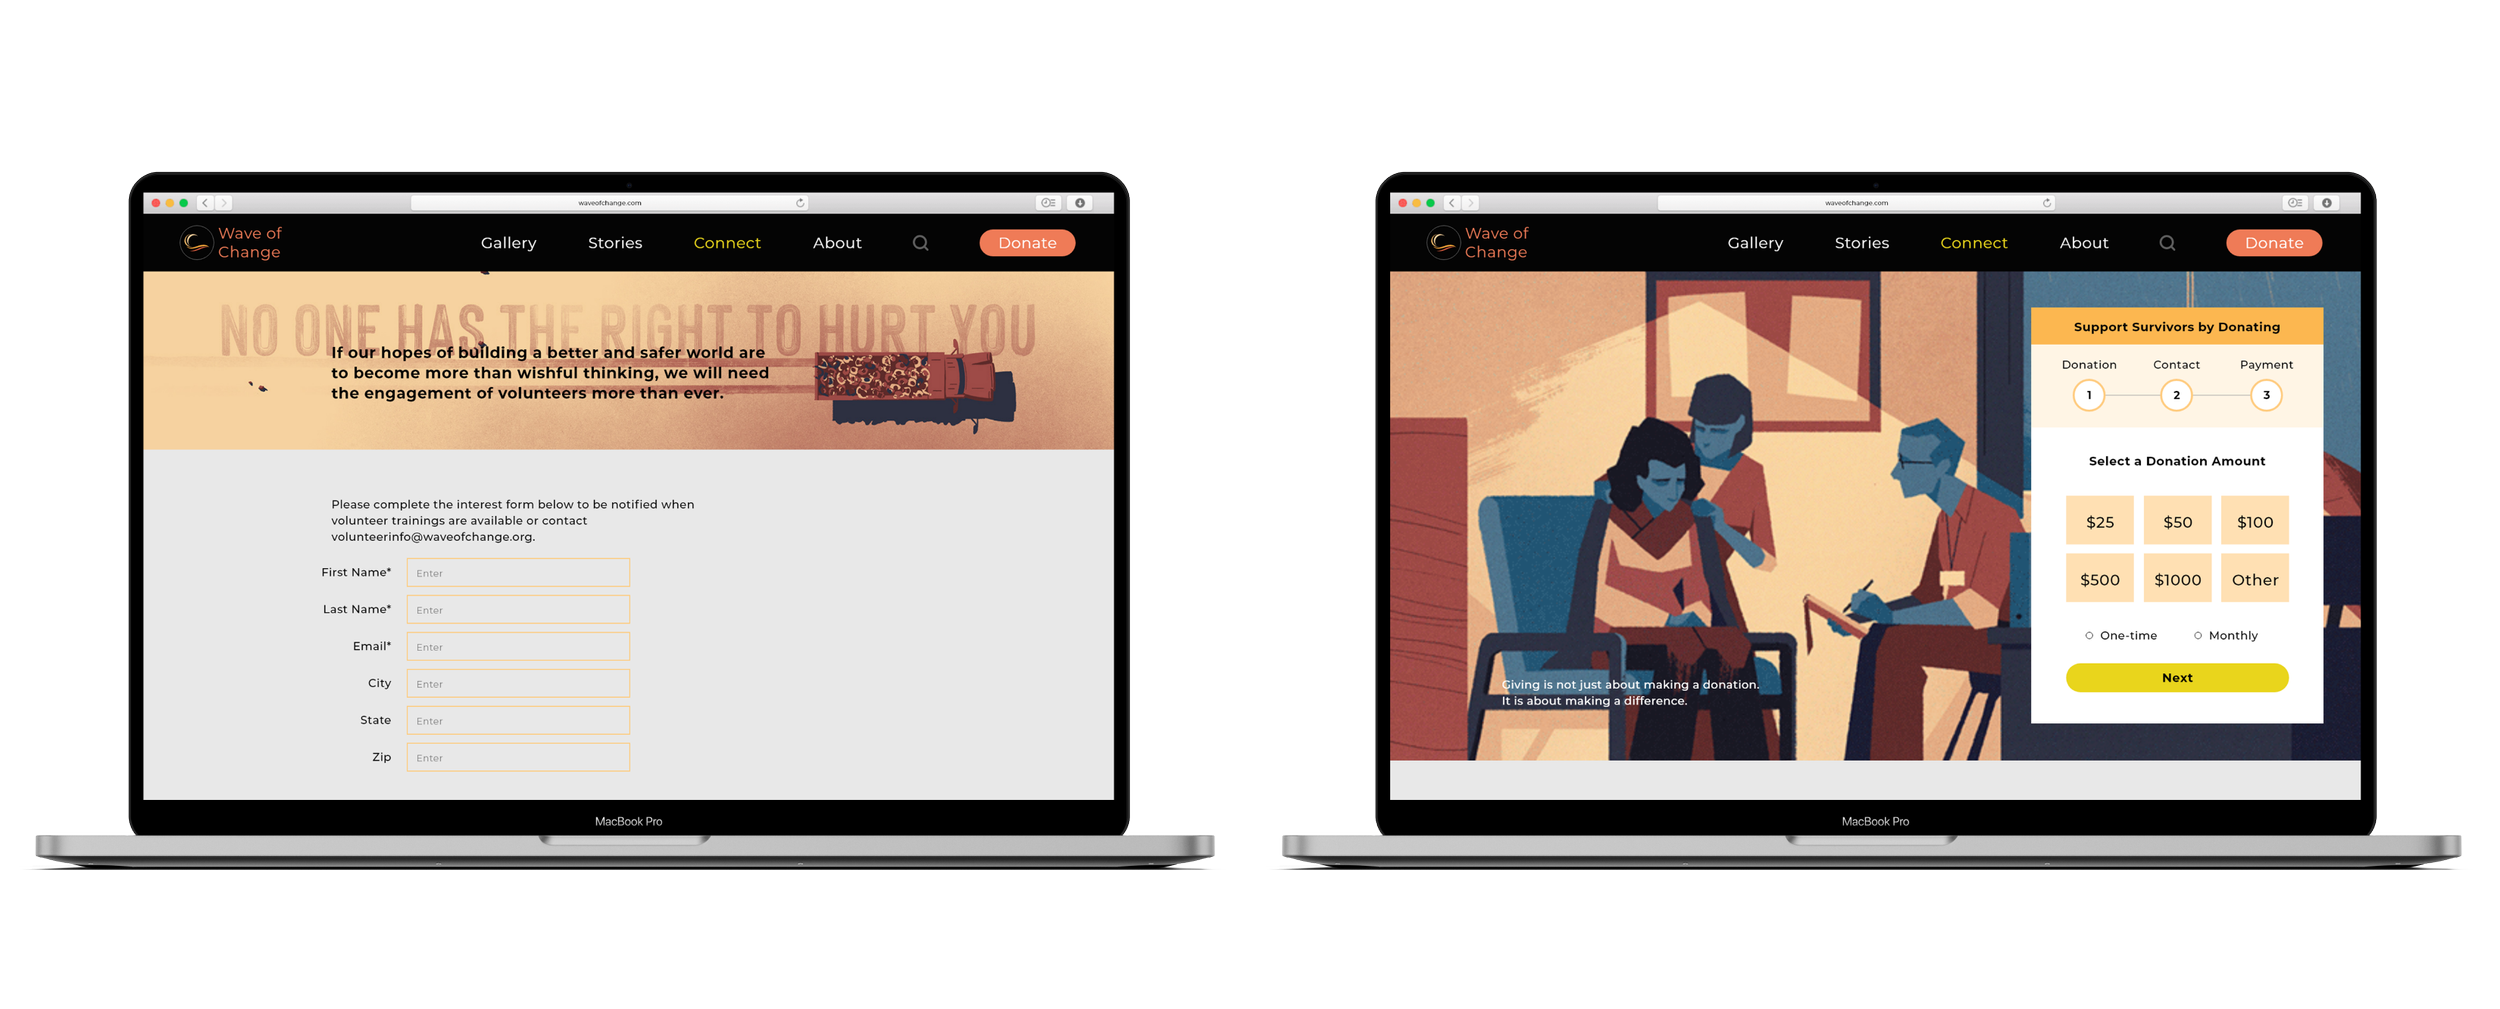 waveofchange.com
Wave of
Change
Gallery
Stories
Connect
About
Donate
NO ONE HAS THE RIGHT TO HURT YOU
If our hopes of building a better and safer world are
to become more than wishful thinking, we will need
the engagement of volunteers more than ever.
Please complete the interest form below to be notified when
volunteer trainings are available or contact
volunteerinfo@waveofchange.org.
First Name*
Enter
Last Name*
Enter
Email*
Enter
City
Enter
State
Enter
Zip
Enter
MacBook Pro
waveofchange.com
Wave of
Change
Gallery
Stories
Connect
About
Donate
Support Survivors by Donating
Donation
Contact
Payment
1
2
3
Select a Donation Amount
$25
$50
$100
$500
$1000
Other
One-time
Monthly
Next
Giving is not just about making a donation.
It is about making a difference.
MacBook Pro